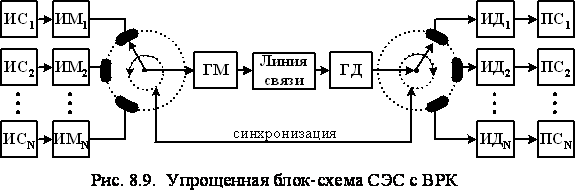 ИС1 ИМ1 ИД1 ПС1
ИС2 ИМ2 ГМ Линия связи ГД ИД2 ПС2
ИСN ИМN синхронизация ИДN ПСN
Рис. 8.9. Упрощенная блок-схема СЭС с ВРК